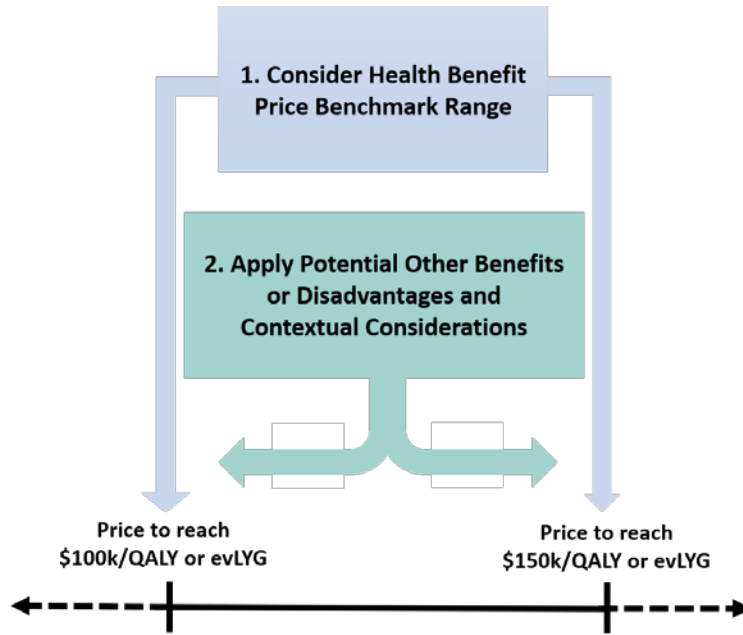 1. Consider Health Benefit
Price Benchmark Range
2. Apply Potential Other Benefits
or Disadvantages and
Contextual Considerations
Price to reach
$100k/QALY or evLYG
Price to reach
$150k/QALY or evLYG